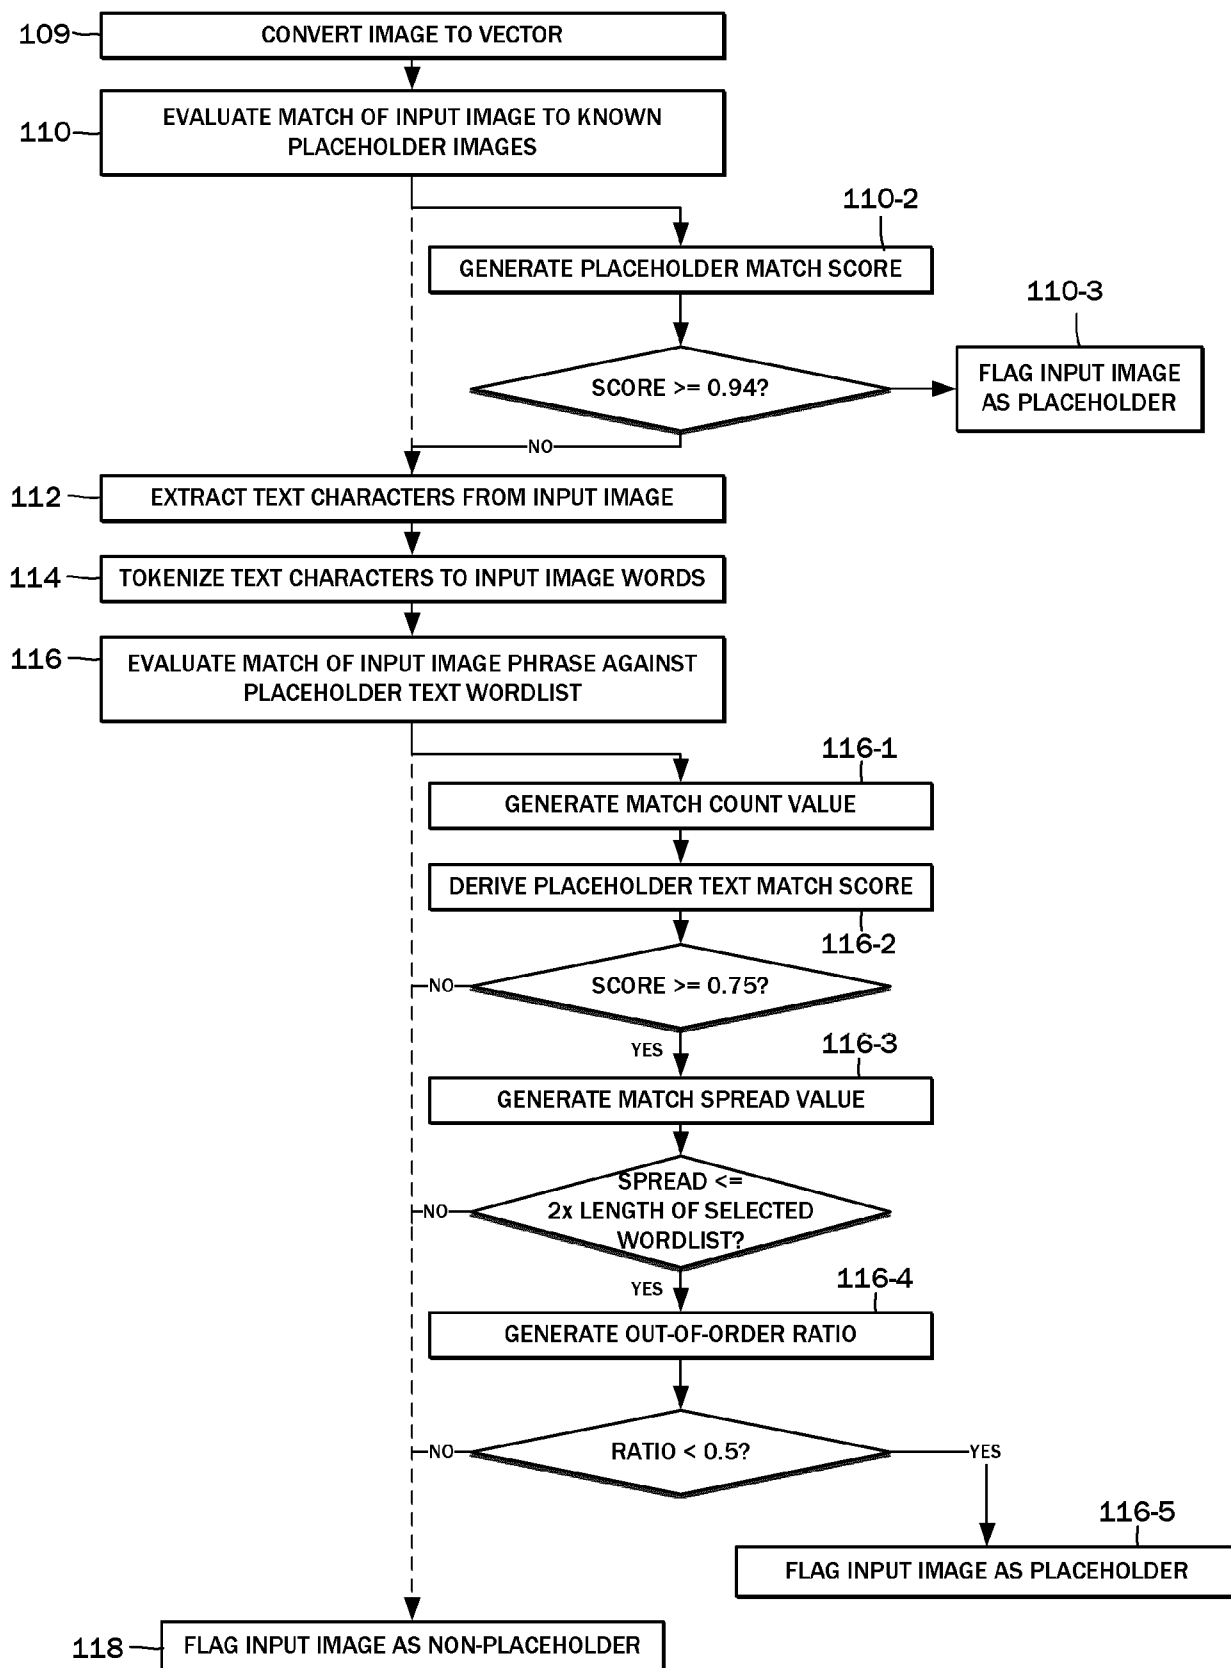 109
CONVERT IMAGE TO VECTOR
110
EVALUATE MATCH OF INPUT IMAGE TO KNOWN
PLACEHOLDER IMAGES
110-2
GENERATE PLACEHOLDER MATCH SCORE
110-3
SCORE >= 0.94?
FLAG INPUT IMAGE
AS PLACEHOLDER
NO
112
EXTRACT TEXT CHARACTERS FROM INPUT IMAGE
114
TOKENIZE TEXT CHARACTERS TO INPUT IMAGE WORDS
116
EVALUATE MATCH OF INPUT IMAGE PHRASE AGAINST
PLACEHOLDER TEXT WORDLIST
116-1
GENERATE MATCH COUNT VALUE
DERIVE PLACEHOLDER TEXT MATCH SCORE
116-2
NO
SCORE >= 0.75?
YES
116-3
GENERATE MATCH SPREAD VALUE
NO
SPREAD <=
2x LENGTH OF SELECTED
WORDLIST?
YES
116-4
GENERATE OUT-OF-ORDER RATIO
NO
RATIO < 0.5?
YES
116-5
FLAG INPUT IMAGE AS PLACEHOLDER
118
FLAG INPUT IMAGE AS NON-PLACEHOLDER